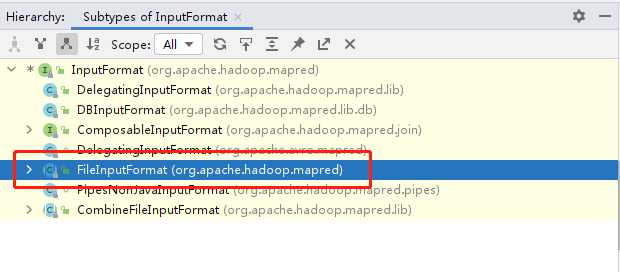 Hierarchy: Subtypes of InputFormat ×
Scope: All
* InputFormat (org.apache.hadoop.mapred)
DelegatingInputFormat (org.apache.hadoop.mapred.lib)
DBInputFormat (org.apache.hadoop.mapred.lib.db)
ComposableInputFormat (org.apache.hadoop.mapred.join)
DelegatingInputFormat (org.apache.avro.mapred)
FileInputFormat (org.apache.hadoop.mapred)
PipesNonJavaInputFormat (org.apache.hadoop.mapred.pipes)
CombineFileInputFormat (org.apache.hadoop.mapred.lib)